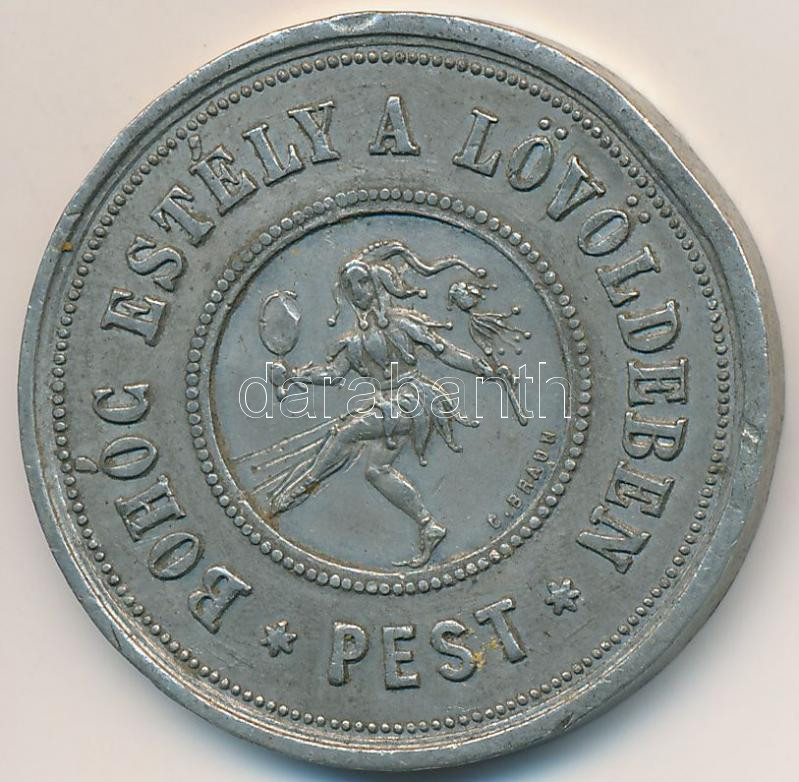 BOHÓC ESTÉLY A LÖVÖLDEBEN
* PEST *
C. BRAUN
darabanth